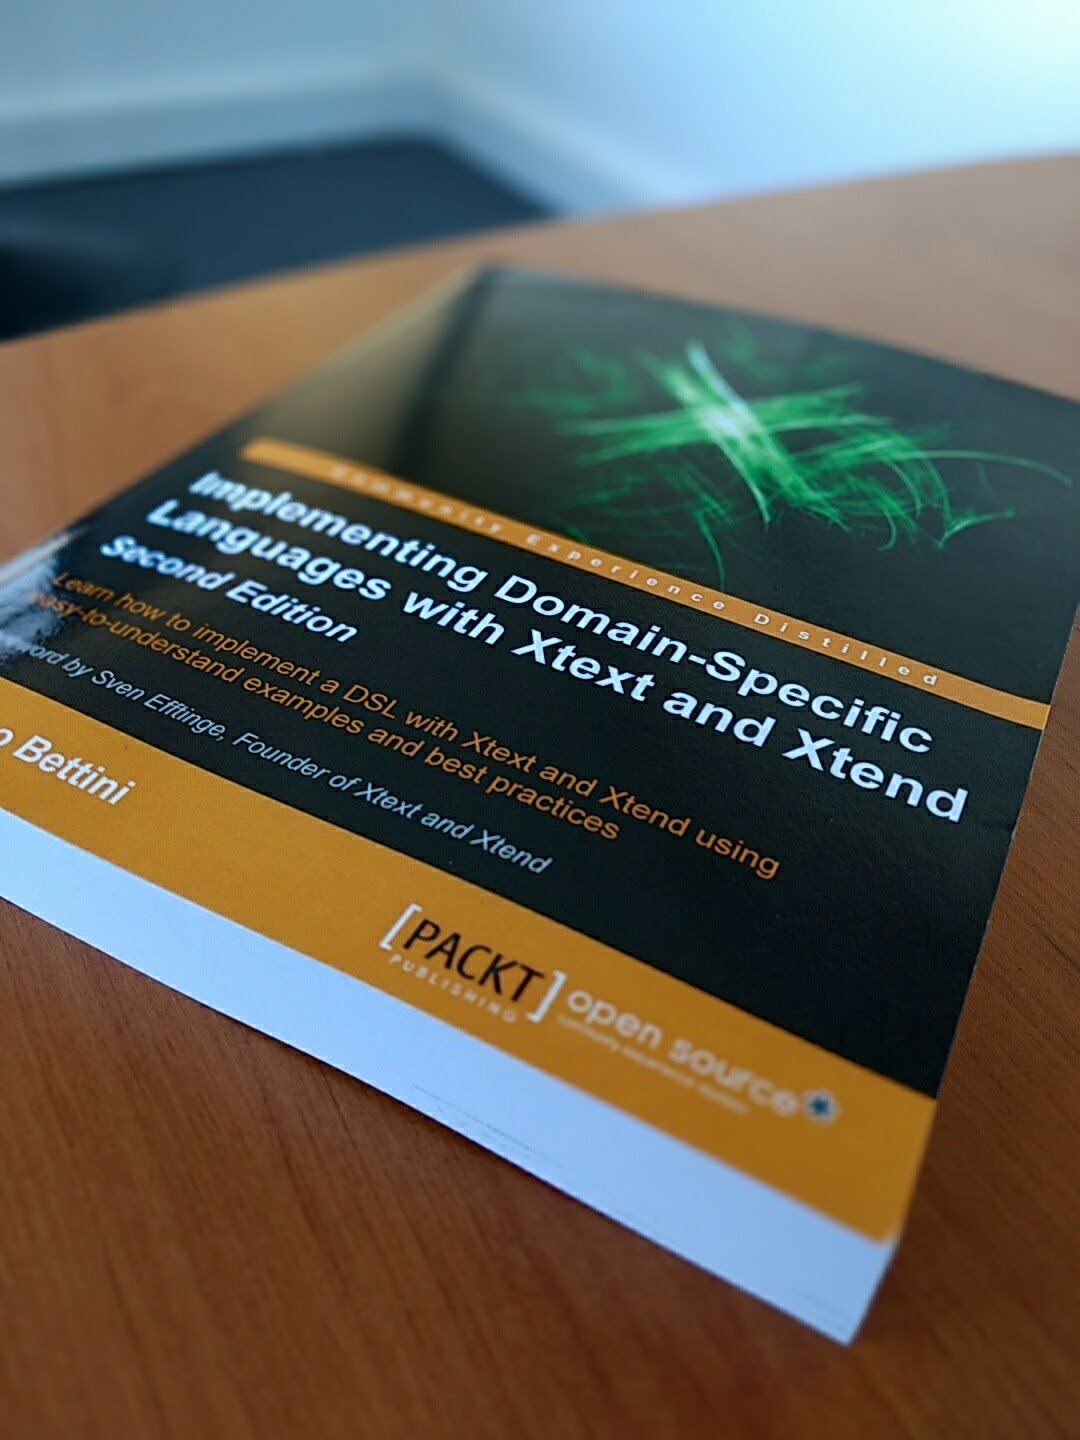 Community Experience Distilled
Implementing Domain-Specific
Languages with Xtext and Xtend
Second Edition
Learn how to implement a DSL with Xtext and Xtend using
easy-to-understand examples and best practices
by Sven Efftinge, Founder of Xtext and Xtend
o Bettini
[PACKT]
PUBLISHING
open source